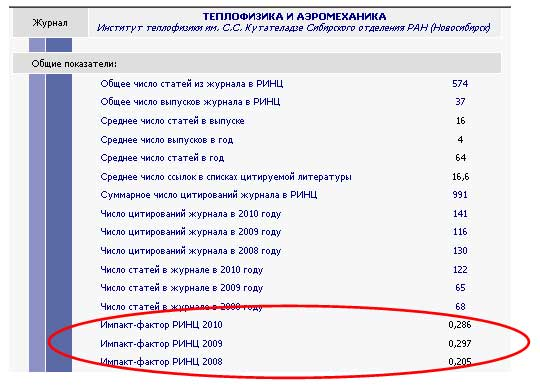 Журнал
ТЕПЛОФИЗИКА И АЭРОМЕХАНИКА
Институт теплофизики им. С.С. Кутателадзе Сибирского отделения РАН (Новосибирск)
Общие показатели:
Общее число статей из журнала в РИНЦ 574
Общее число выпусков журнала в РИНЦ 37
Среднее число статей в выпуске 16
Среднее число выпусков в год 4
Среднее число статей в год 64
Среднее число ссылок в списках цитируемой литературы 16,6
Суммарное число цитирований журнала в РИНЦ 991
Число цитирований журнала в 2010 году 141
Число цитирований журнала в 2009 году 116
Число цитирований журнала в 2008 году 130
Число статей в журнале в 2010 году 122
Число статей в журнале в 2009 году 65
Число статей в журнале в 2008 году 68
Импакт-фактор РИНЦ 2010 0,286
Импакт-фактор РИНЦ 2009 0,297
Импакт-фактор РИНЦ 2008 0,205